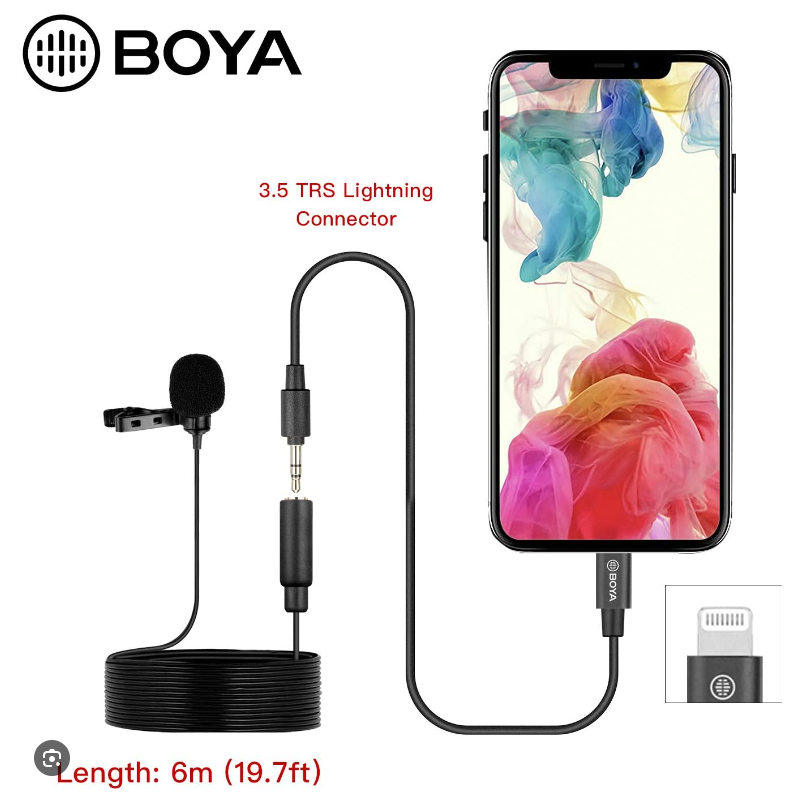 BOYA
3.5 TRS Lightning
Connector
BOYA
Length: 6m (19.7ft)